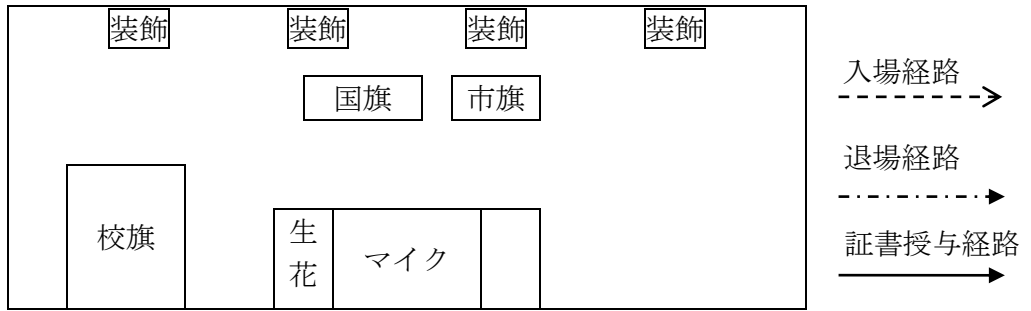 装飾 装飾 装飾 装飾
国旗 市旗
校旗
生花
マイク
入場経路
退場経路
証書授与経路